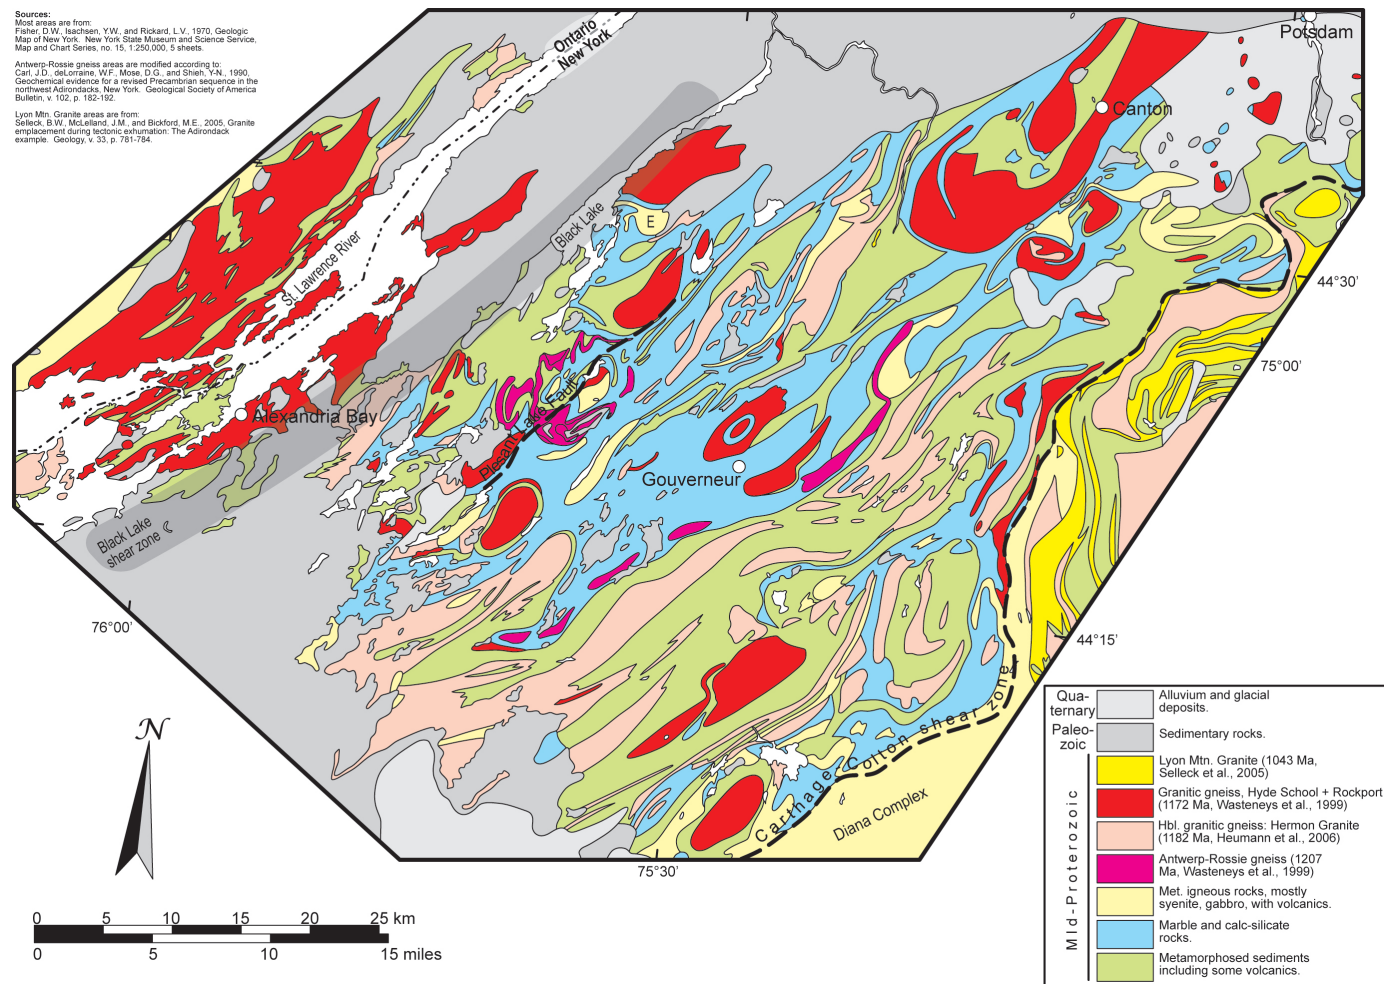 Sources:
Most areas are from:
Fisher, D.W., Isachsen, Y.W., and Rickard, L.V., 1970, Geologic
Map of New York. New York State Museum and Science Service,
Map and Chart Series, no. 15, 1:250,000, 5 sheets.
Antwerp-Rossie gneiss areas are modified according to:
Carl, J.D., deLorraine, W.F., Mose, D.G., and Shieh, Y-N., 1990,
Geochemical evidence for a revised Precambrian sequence in the
northwest Adirondacks, New York. Geological Society of America
Bulletin, v. 102, p. 182-192.
Lyon Mtn. Granite areas are from:
Selleck, B.W., McLelland, J.M., and Bickford, M.E., 2005, Granite
emplacement during tectonic exhumation: The Adirondack
example. Geology, v. 33, p. 781-784.
Ontario
New York
Potsdam
Canton
Black Lake
E
St. Lawrence River
44°30'
75°00'
Alexandria Bay
Plesant Lake Fault
Gouverneur
Black Lake
shear zone
76°00'
44°15'
Carthage-Colton shear zone
Diana Complex
75°30'
N
0 5 10 15 20 25 km
0 5 10 15 miles
Qua-
ternary
Alluvium and glacial
deposits.
Paleo-
zoic
Sedimentary rocks.
MId-Proterozoic
Lyon Mtn. Granite (1043 Ma,
Selleck et al., 2005)
Granitic gneiss, Hyde School + Rockport
(1172 Ma, Wasteneys et al., 1999)
Hbl. granitic gneiss: Hermon Granite
(1182 Ma, Heumann et al., 2006)
Antwerp-Rossie gneiss (1207
Ma, Wasteneys et al., 1999)
Met. igneous rocks, mostly
syenite, gabbro, with volcanics.
Marble and calc-silicate
rocks.
Metamorphosed sediments
including some volcanics.